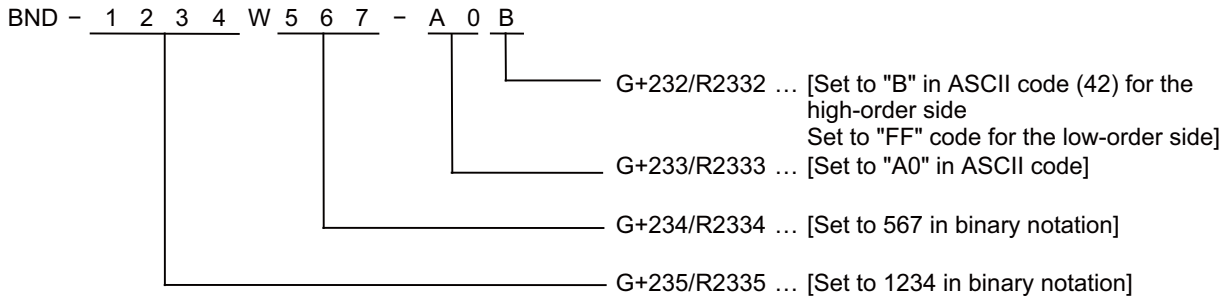 BND − 1 2 3 4 W 5 6 7 − A 0 B
G+232/R2332 … [Set to "B" in ASCII code (42) for the
high-order side
Set to "FF" code for the low-order side]
G+233/R2333 … [Set to "A0" in ASCII code]
G+234/R2334 … [Set to 567 in binary notation]
G+235/R2335 … [Set to 1234 in binary notation]